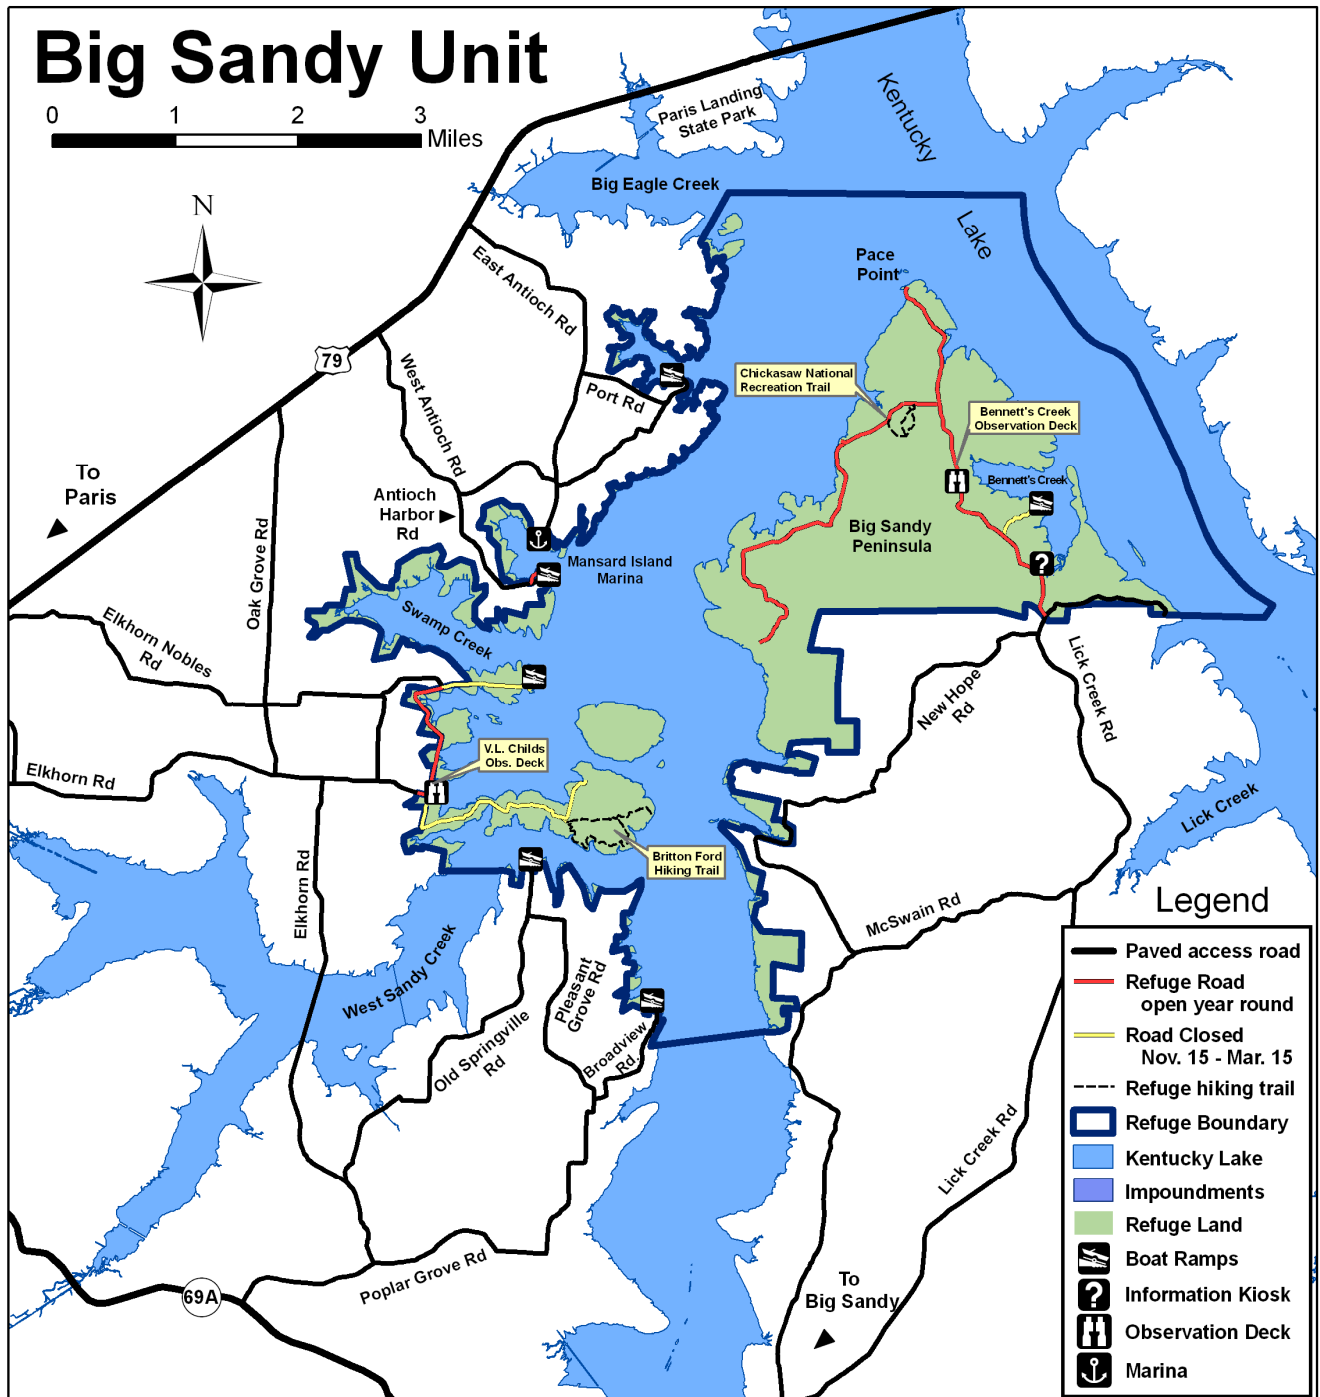 Big Sandy Unit
0 1 2 3
Miles
N
Paris Landing
State Park
Kentucky
Lake
Big Eagle Creek
East Antioch Rd
Pace
Point
79
West Antioch Rd
Port Rd
Chickasaw National
Recreation Trail
Bennett's Creek
Observation Deck
Bennett's Creek
To
Paris
Antioch
Harbor
Rd
Oak Grove Rd
Big Sandy
Peninsula
Mansard Island
Marina
?
Swamp Creek
Elkhorn Nobles
Rd
New Hope
Rd
Lick Creek Rd
V.L. Childs
Obs. Deck
Elkhorn Rd
Lick Creek
Britton Ford
Hiking Trail
Elkhorn Rd
McSwain Rd
West Sandy Creek
Pleasant
Grove Rd
Old Springville
Rd
Broadview
Rd.
Lick Creek Rd
Poplar Grove Rd
69A
To
Big Sandy
Legend
Paved access road
Refuge Road
open year round
Road Closed
Nov. 15 - Mar. 15
Refuge hiking trail
Refuge Boundary
Kentucky Lake
Impoundments
Refuge Land
Boat Ramps
? Information Kiosk
Observation Deck
Marina